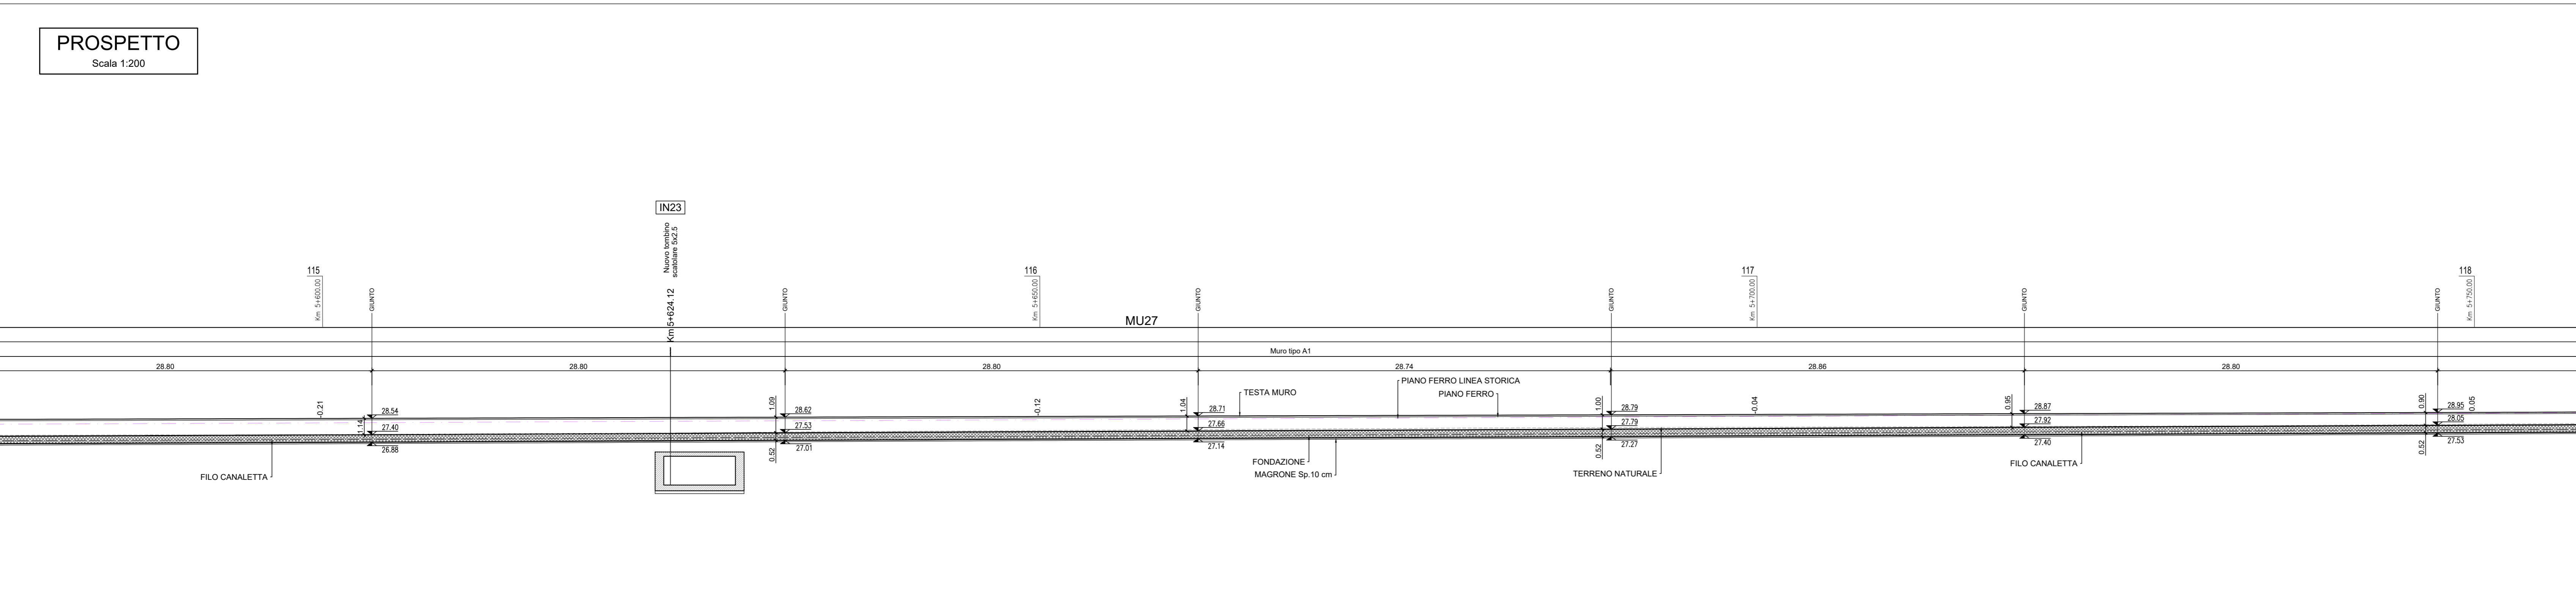 PROSPETTO
Scala 1:200
IN23
Nuovo tombino
scatolare 5x2.5
Km 5+624.12
115
Km 5+600.00
116
Km 5+650.00
117
Km 5+700.00
118
Km 5+750.00
GIUNTO
GIUNTO
GIUNTO
GIUNTO
GIUNTO
GIUNTO
MU27
Muro tipo A1
28.80
28.80
28.80
28.74
28.86
28.80
PIANO FERRO LINEA STORICA
TESTA MURO
PIANO FERRO
-0.21
1.14
28.54
27.40
26.88
1.09
28.62
27.53
27.01
0.52
-0.12
1.04
28.71
27.66
27.14
1.00
28.79
27.79
27.27
0.52
-0.04
0.95
28.87
27.92
27.40
0.90
28.95
28.05
27.53
0.52
0.05
FILO CANALETTA
FONDAZIONE
MAGRONE Sp.10 cm
TERRENO NATURALE
FILO CANALETTA